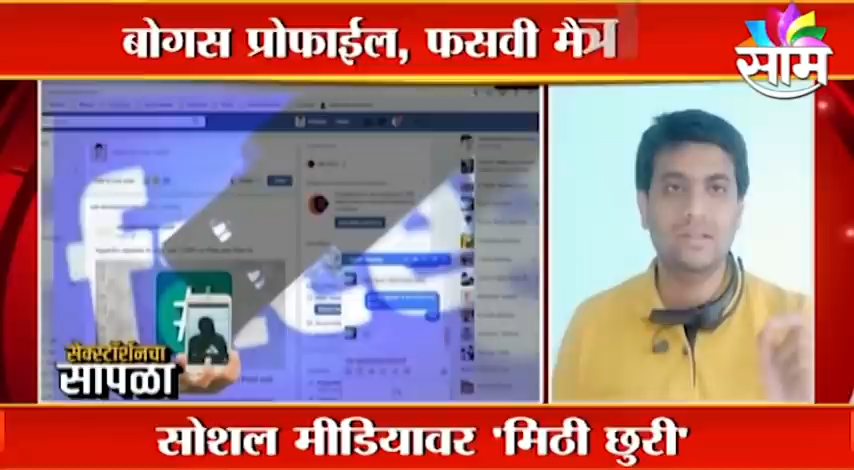 बोगस प्रोफाईल, फसवी मैत्र
साम
सेक्स्टॉर्शनचा
सापळा
सोशल मीडियावर 'मिठी छुरी'